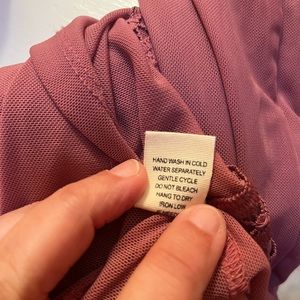 HAND WASH IN COLD
WATER SEPARATELY
GENTLE CYCLE
DO NOT BLEACH
HANG TO DRY
IRON LOW